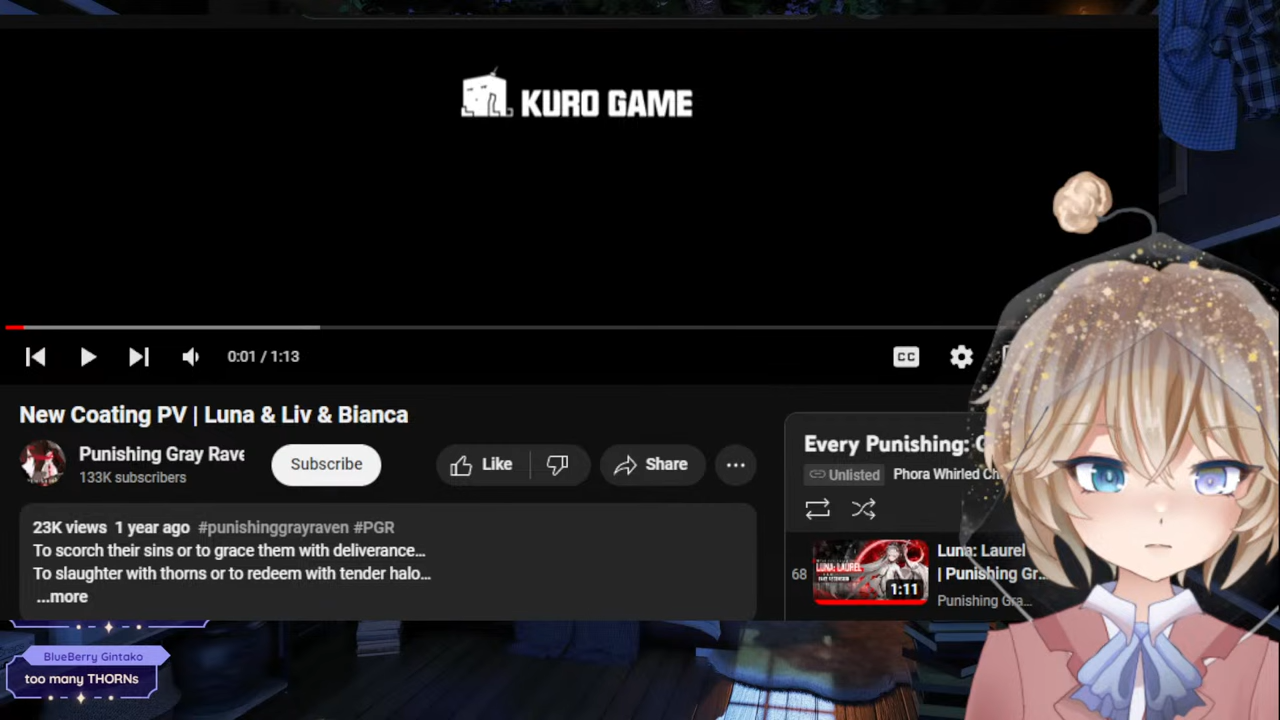 KURO GAME
0:01 / 1:13
CC
New Coating PV | Luna & Liv & Bianca
Punishing Gray Rave
133K subscribers
Subscribe
Like
Share
23K views 1 year ago #punishinggrayraven #PGR
To scorch their sins or to grace them with deliverance...
To slaughter with thorns or to redeem with tender halo...
...more
Every Punishing:
Unlisted
Phora Whirled Ch
68
LUNA: LAUREL
1:11
Luna: Laurel
| Punishing Gr...
Punishing Gra...
BlueBerry Gintako
too many THORNs